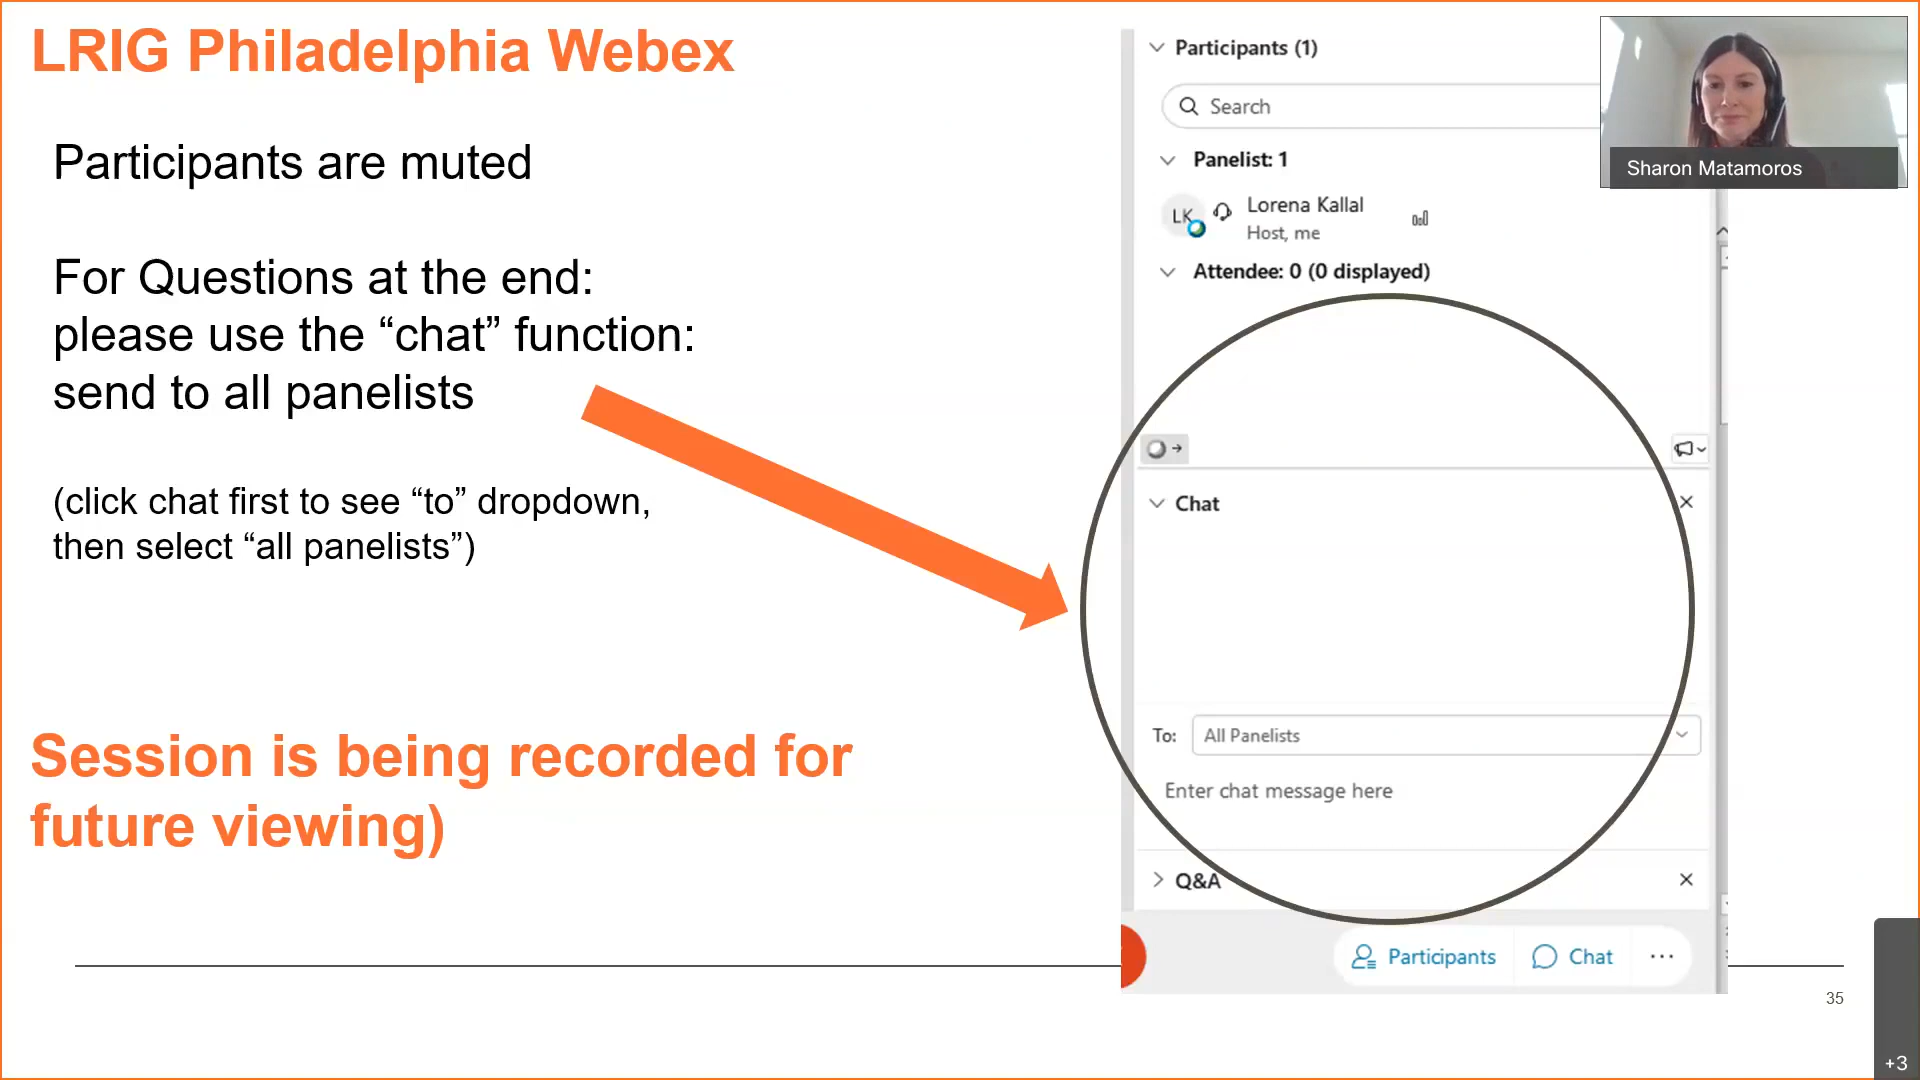 LRIG Philadelphia Webex
Participants are muted
For Questions at the end:
please use the “chat” function:
send to all panelists
(click chat first to see “to” dropdown,
then select “all panelists”)
Session is being recorded for
future viewing)
Participants (1)
Search
Panelist: 1
LK
Lorena Kallal
Host, me
Attendee: 0 (0 displayed)
Chat
To: All Panelists
Enter chat message here
Q&A
Participants Chat ...
Sharon Matamoros
35
+3